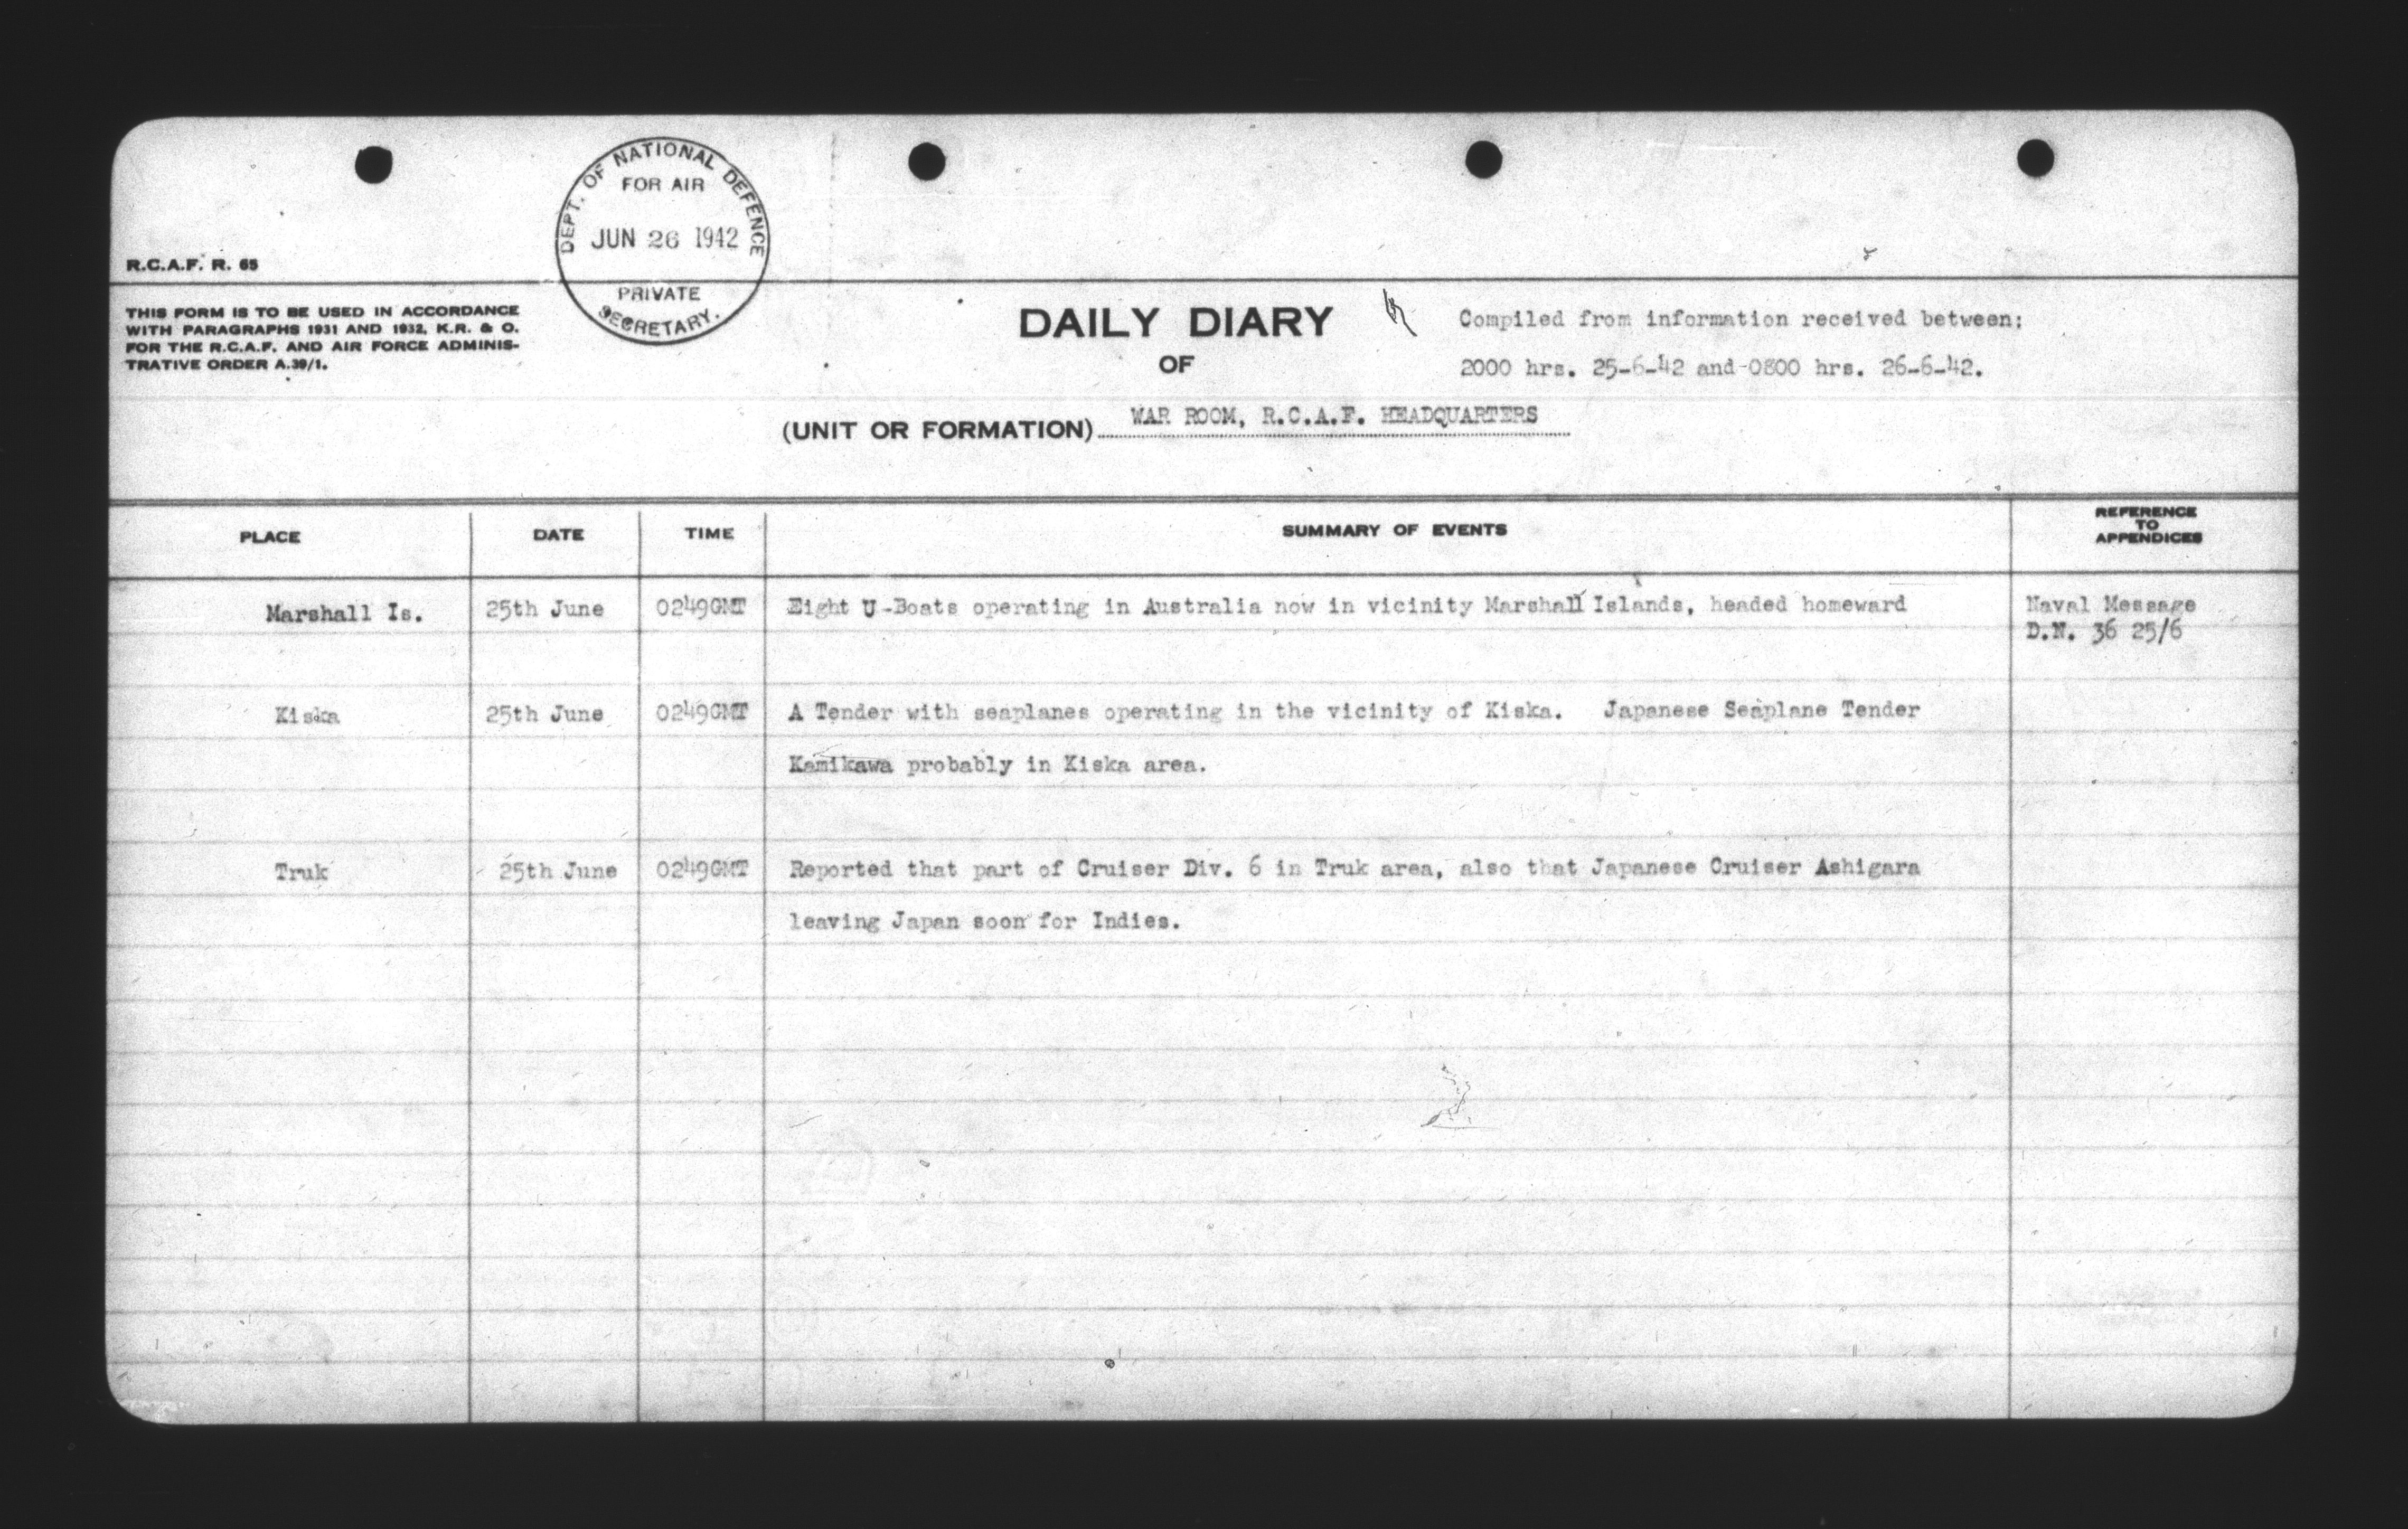 DEPT. OF NATIONAL DEFENCE
FOR AIR
JUN 26 1942
PRIVATE
SECRETARY.
R.C.A.F. R. 65
THIS FORM IS TO BE USED IN ACCORDANCE
WITH PARAGRAPHS 1931 AND 1932, K.R. & O.
FOR THE R.C.A.F. AND AIR FORCE ADMINIS-
TRATIVE ORDER A.39/1.
DAILY DIARY
OF
Compiled from information received between:
2000 hrs. 25-6-42 and 0800 hrs. 26-6-42.
(UNIT OR FORMATION) WAR ROOM, R.C.A.F. HEADQUARTERS
PLACE DATE TIME SUMMARY OF EVENTS REFERENCE TO APPENDICES
Marshall Is. 25th June 0249GMT Eight U-Boats operating in Australia now in vicinity Marshall Islands, headed homeward Naval Message
D.N. 36 25/6
Kiska 25th June 0249GMT A Tender with seaplanes operating in the vicinity of Kiska. Japanese Seaplane Tender
Kamikawa probably in Kiska area.
Truk 25th June 0249GMT Reported that part of Cruiser Div. 6 in Truk area, also that Japanese Cruiser Ashigara
leaving Japan soon for Indies.